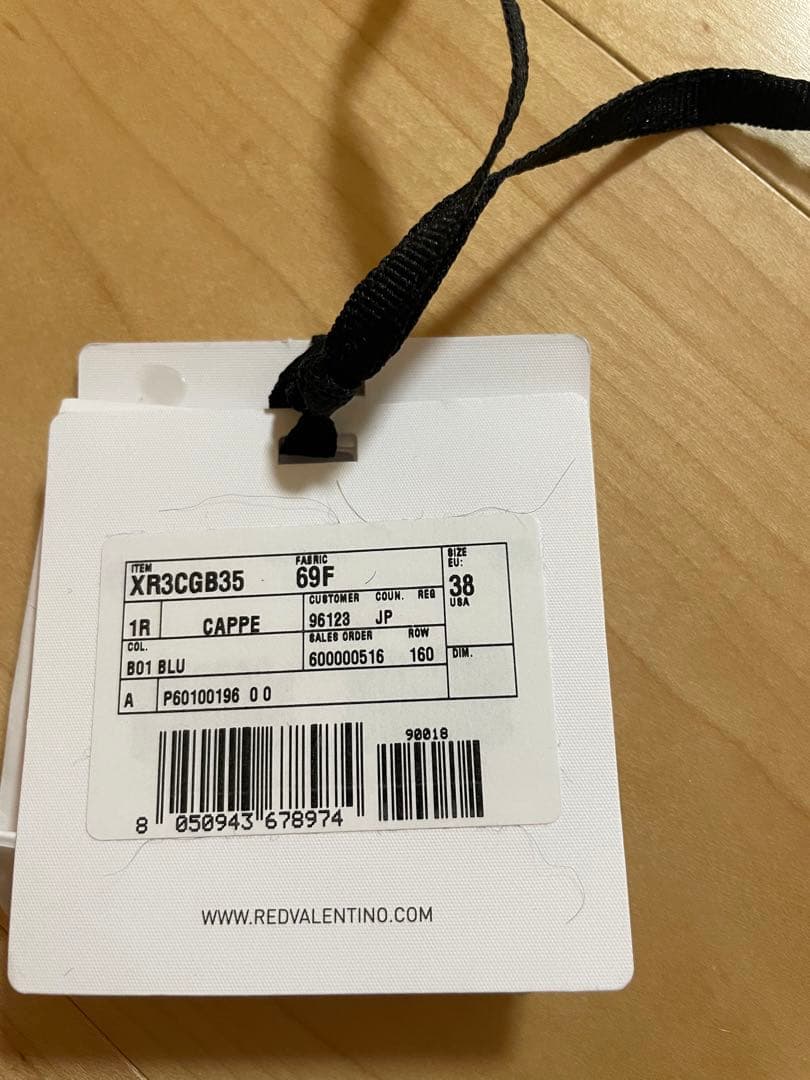 ITEM FABRIC SIZE
XR3CGB35 69F EU:
38
CUSTOMER COUN. REG USA
1R CAPPE 96123 JP
COL. SALES ORDER ROW DIM.
B01 BLU 600000516 160
A P60100196 0 0
90018
8 050943 678974
WWW.REDVALENTINO.COM